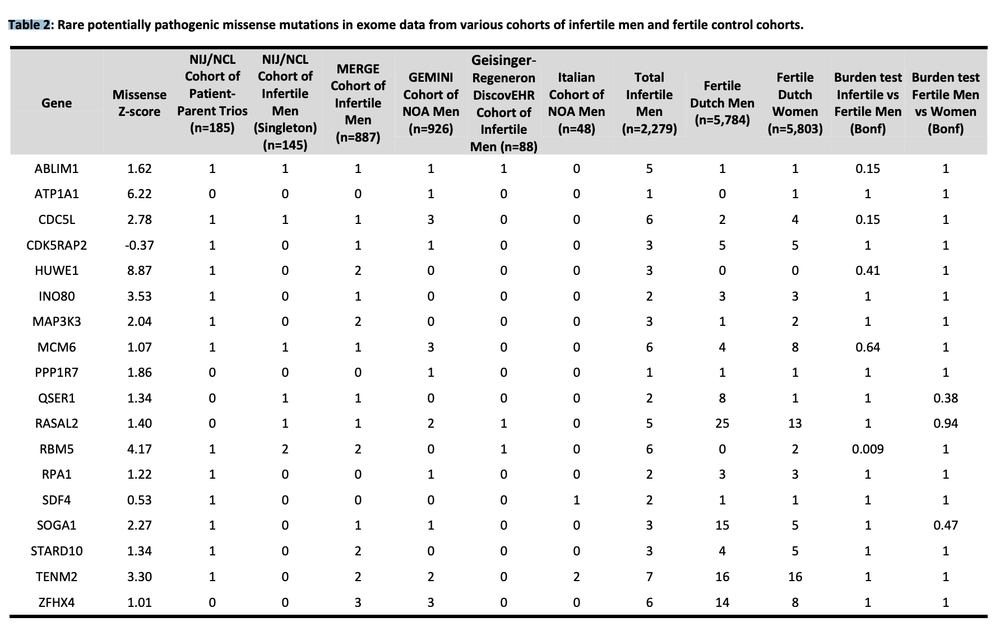 Table 2: Rare potentially pathogenic missense mutations in exome data from various cohorts of infertile men and fertile control cohorts.
Gene
Missense
Z-score
NIJ/NCL
Cohort of
Patient-
Parent Trios
(n=185)
NIJ/NCL
Cohort of
Infertile
Men
(Singleton)
(n=145)
MERGE
Cohort of
Infertile
Men
(n=887)
GEMINI
Cohort of
NOA Men
(n=926)
Geisinger-
Regeneron
DiscovEHR
Cohort of
Infertile
Men (n=88)
Italian
Cohort of
NOA Men
(n=48)
Total
Infertile
Men
(n=2,279)
Fertile
Dutch Men
(n=5,784)
Fertile
Dutch
Women
(n=5,803)
Burden test
Infertile vs
Fertile Men
(Bonf)
Burden test
Fertile Men
vs Women
(Bonf)
ABLIM1 1.62 1 1 1 1 1 0 5 1 1 0.15 1
ATP1A1 6.22 0 0 0 1 0 0 1 0 1 1 1
CDC5L 2.78 1 1 1 3 0 0 6 2 4 0.15 1
CDK5RAP2 -0.37 1 0 1 1 0 0 3 5 5 1 1
HUWE1 8.87 1 0 2 0 0 0 3 0 0 0.41 1
INO80 3.53 1 0 1 0 0 0 2 3 3 1 1
MAP3K3 2.04 1 0 2 0 0 0 3 1 2 1 1
MCM6 1.07 1 1 1 3 0 0 6 4 8 0.64 1
PPP1R7 1.86 0 0 0 1 0 0 1 1 1 1 1
QSER1 1.34 0 1 1 0 0 0 2 8 1 1 0.38
RASAL2 1.40 0 1 1 2 1 0 5 25 13 1 0.94
RBM5 4.17 1 2 2 0 1 0 6 0 2 0.009 1
RPA1 1.22 1 0 0 1 0 0 2 3 3 1 1
SDF4 0.53 1 0 0 0 0 1 2 1 1 1 1
SOGA1 2.27 1 0 1 1 0 0 3 15 5 1 0.47
STARD10 1.34 1 0 2 0 0 0 3 4 5 1 1
TENM2 3.30 1 0 2 2 0 2 7 16 16 1 1
ZFHX4 1.01 0 0 3 3 0 0 6 14 8 1 1